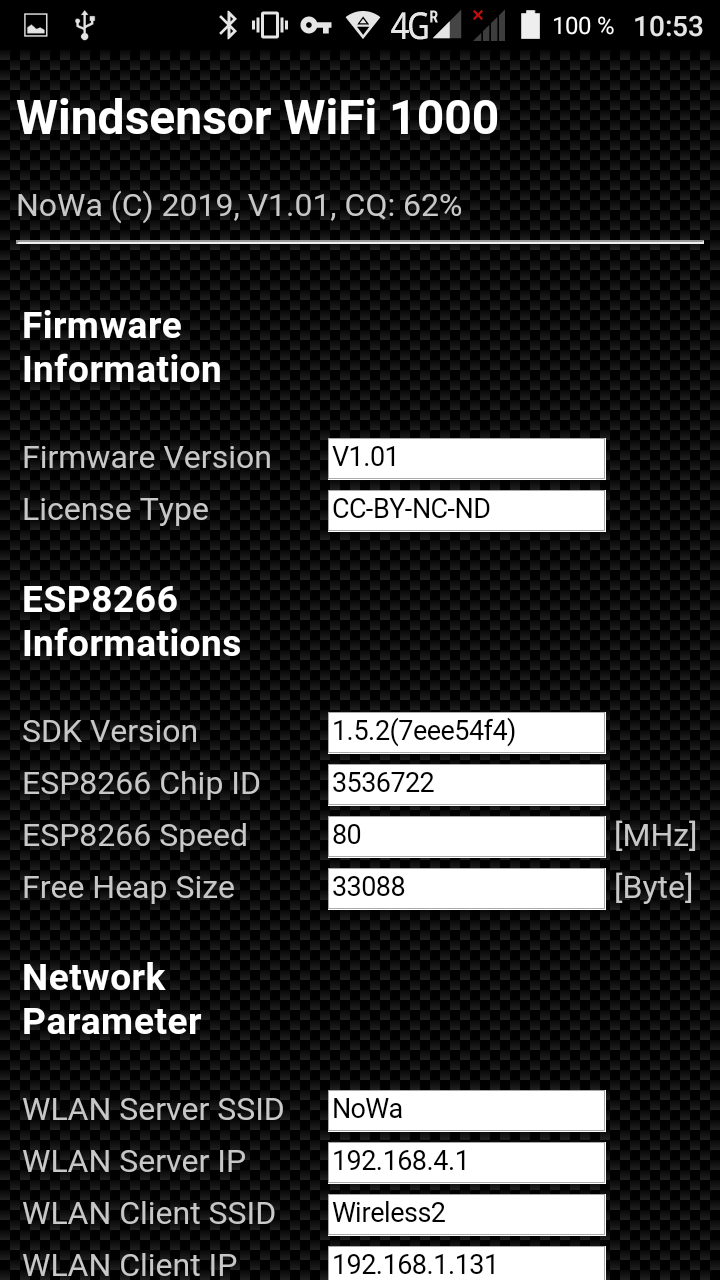 4G R 100 % 10:53
Windsensor WiFi 1000
NoWa (C) 2019, V1.01, CQ: 62%
Firmware
Information
Firmware Version V1.01
License Type CC-BY-NC-ND
ESP8266
Informations
SDK Version 1.5.2(7eee54f4)
ESP8266 Chip ID 3536722
ESP8266 Speed 80 [MHz]
Free Heap Size 33088 [Byte]
Network
Parameter
WLAN Server SSID NoWa
WLAN Server IP 192.168.4.1
WLAN Client SSID Wireless2
WLAN Client IP 192.168.1.131